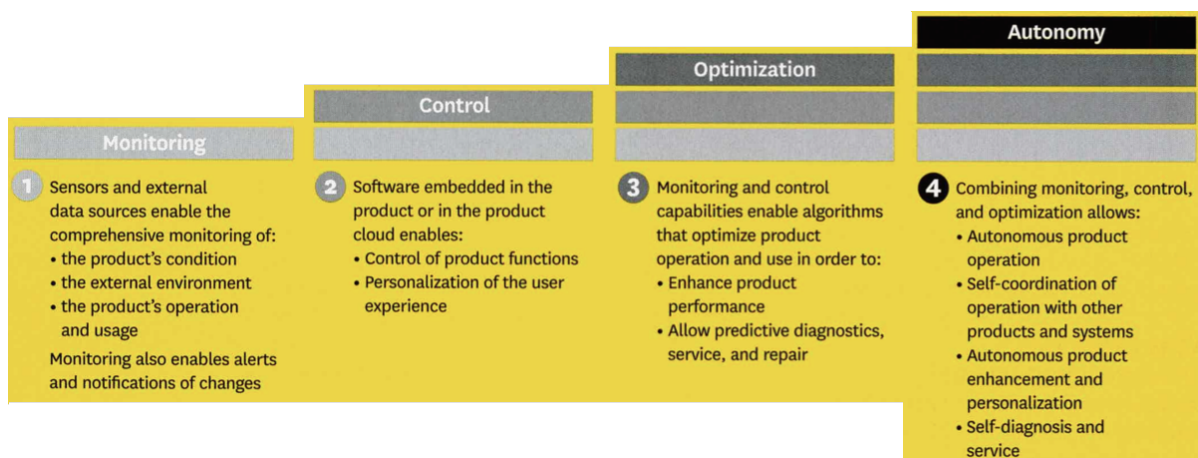 Monitoring
1 Sensors and external
data sources enable the
comprehensive monitoring of:
• the product's condition
• the external environment
• the product's operation
and usage
Monitoring also enables alerts
and notifications of changes
Control
2 Software embedded in the
product or in the product
cloud enables:
• Control of product functions
• Personalization of the user
experience
Optimization
3 Monitoring and control
capabilities enable algorithms
that optimize product
operation and use in order to:
• Enhance product
performance
• Allow predictive diagnostics,
service, and repair
Autonomy
4 Combining monitoring, control,
and optimization allows:
• Autonomous product
operation
• Self-coordination of
operation with other
products and systems
• Autonomous product
enhancement and
personalization
• Self-diagnosis and
service